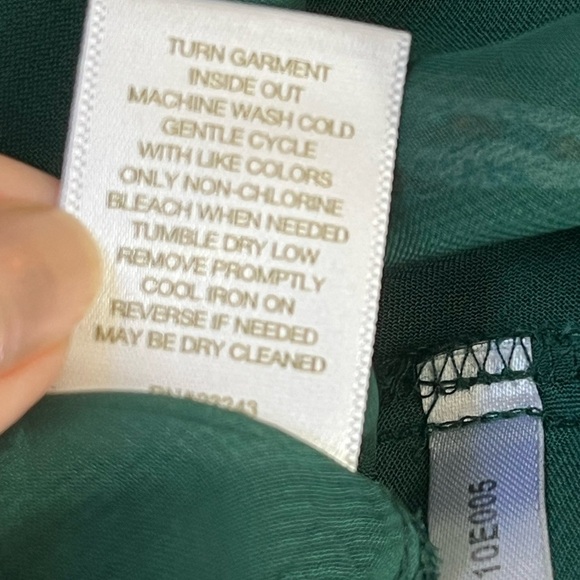 TURN GARMENT
INSIDE OUT
MACHINE WASH COLD
GENTLE CYCLE
WITH LIKE COLORS
ONLY NON-CHLORINE
BLEACH WHEN NEEDED
TUMBLE DRY LOW
REMOVE PROMPTLY
COOL IRON ON
REVERSE IF NEEDED
MAY BE DRY CLEANED
10E005